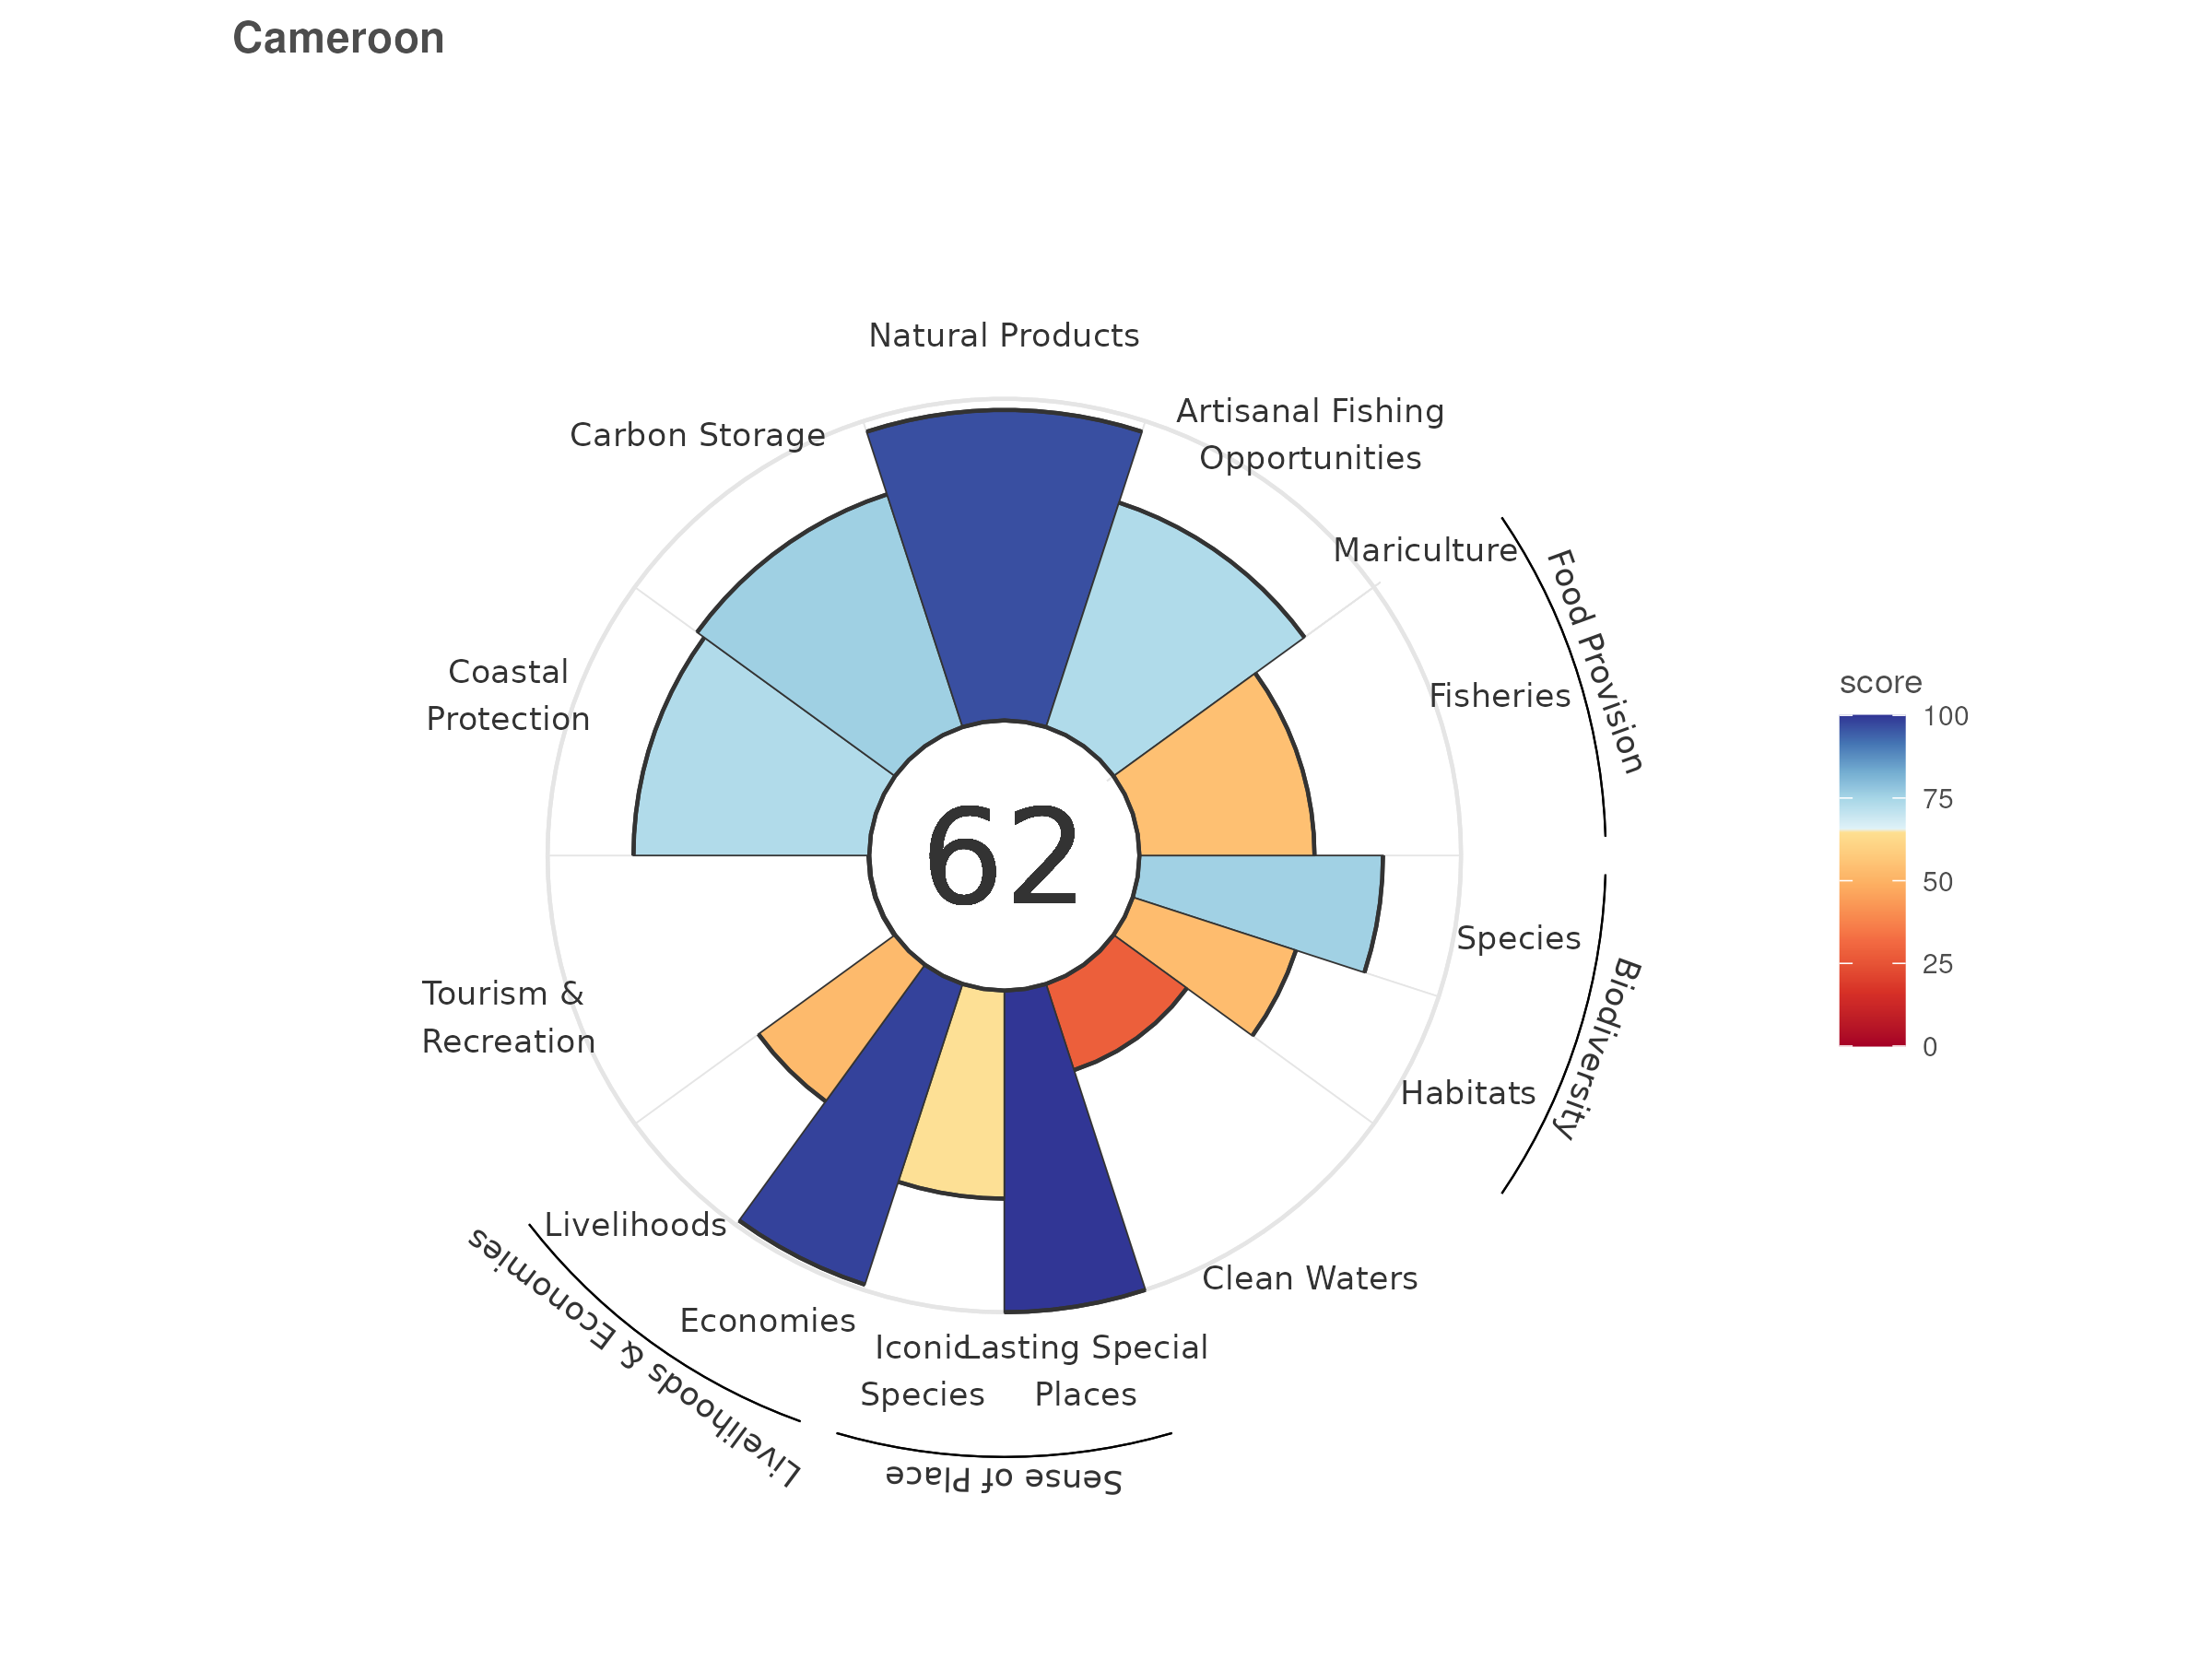 Cameroon
Natural Products
Artisanal Fishing
Opportunities
Carbon Storage
Mariculture
Food Provision
Fisheries
Coastal
Protection
score
100
75
50
25
0
62
Species
Biodiversity
Habitats
Tourism &
Recreation
Livelihoods
Livelihoods & Economies
Clean Waters
Economies
Iconic
Species
Lasting Special
Places
Sense of Place